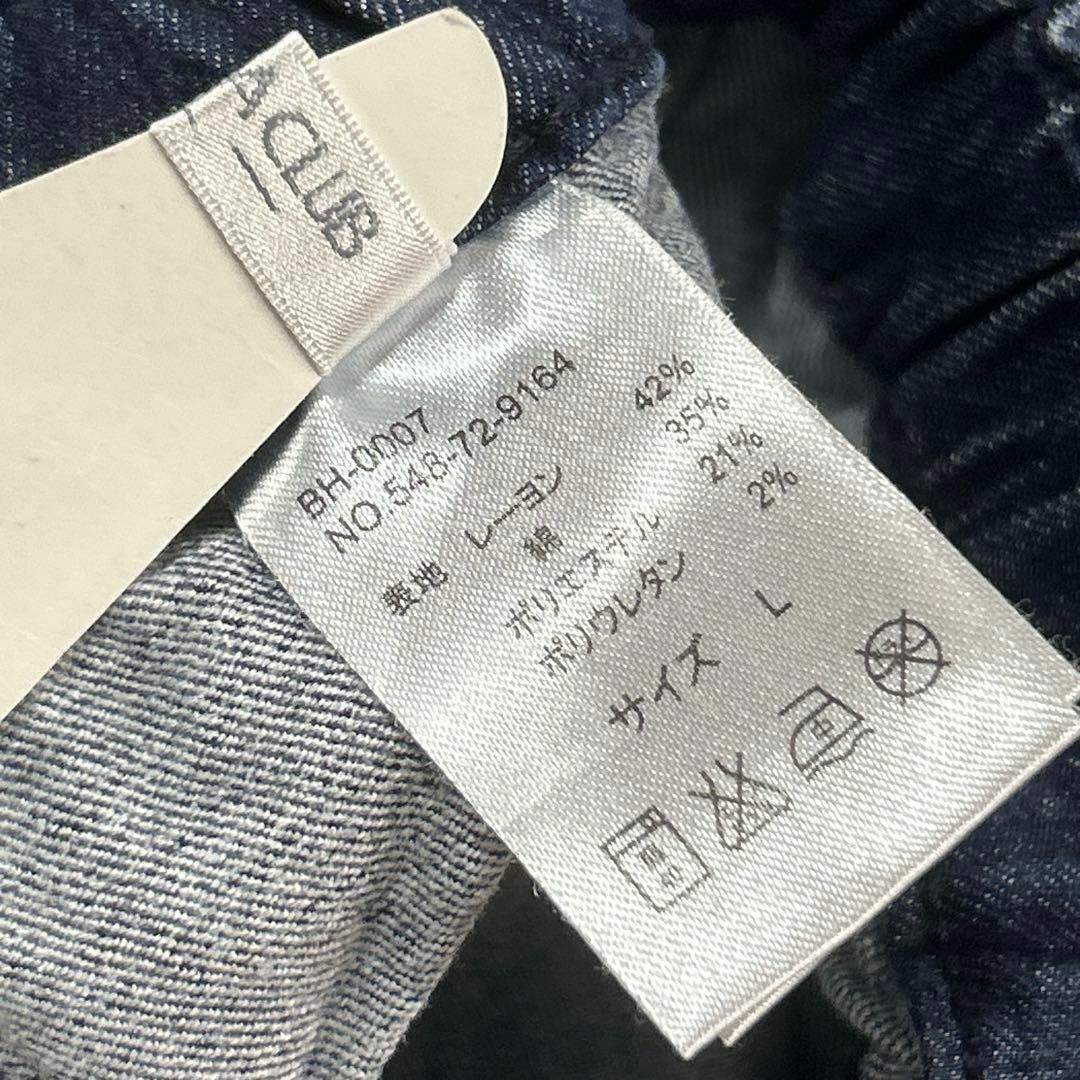 A CLUB
L
BH-0007
NO.548-72-9164
表地 レーヨン 42%
綿 35%
ポリエステル 21%
ポリウレタン 2%
サイズ L